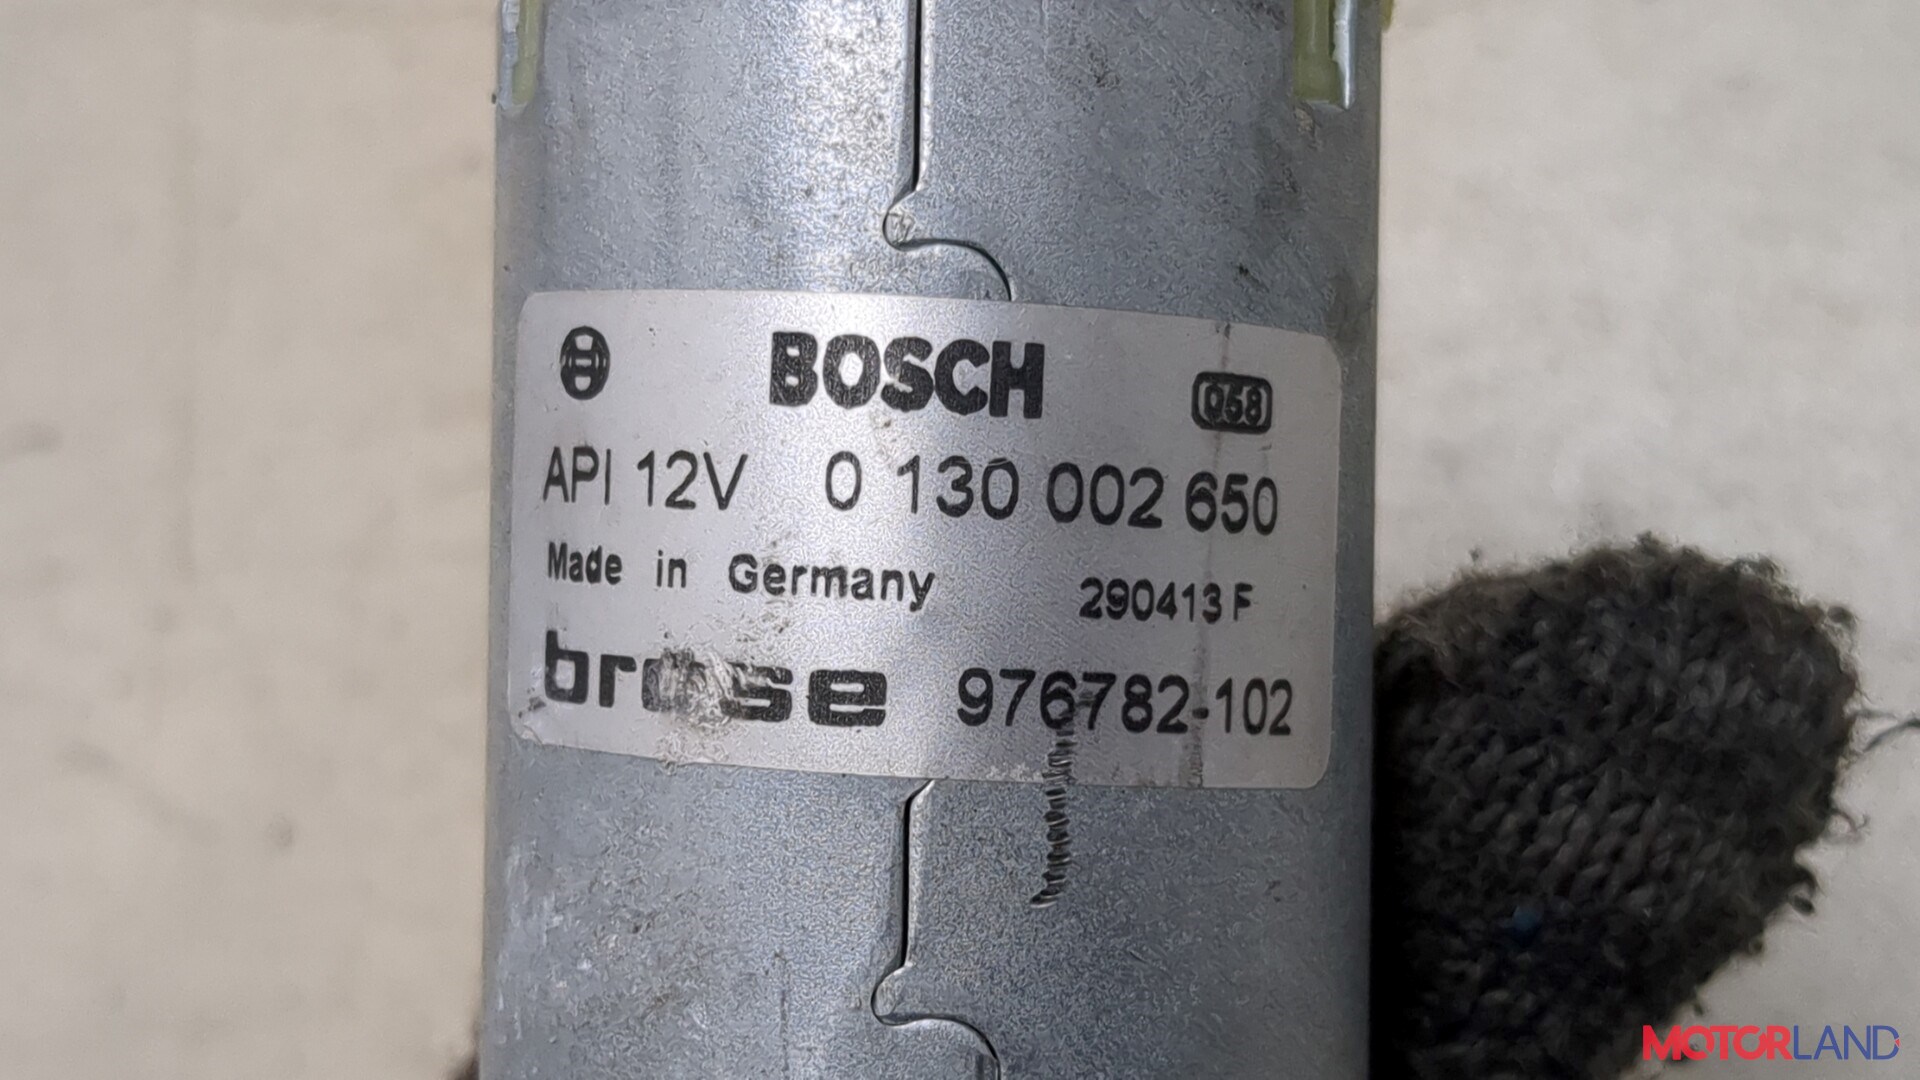 BOSCH 058
API 12V 0 130 002 650
Made in Germany 290413 F
brose 976782-102
MOTORLAND